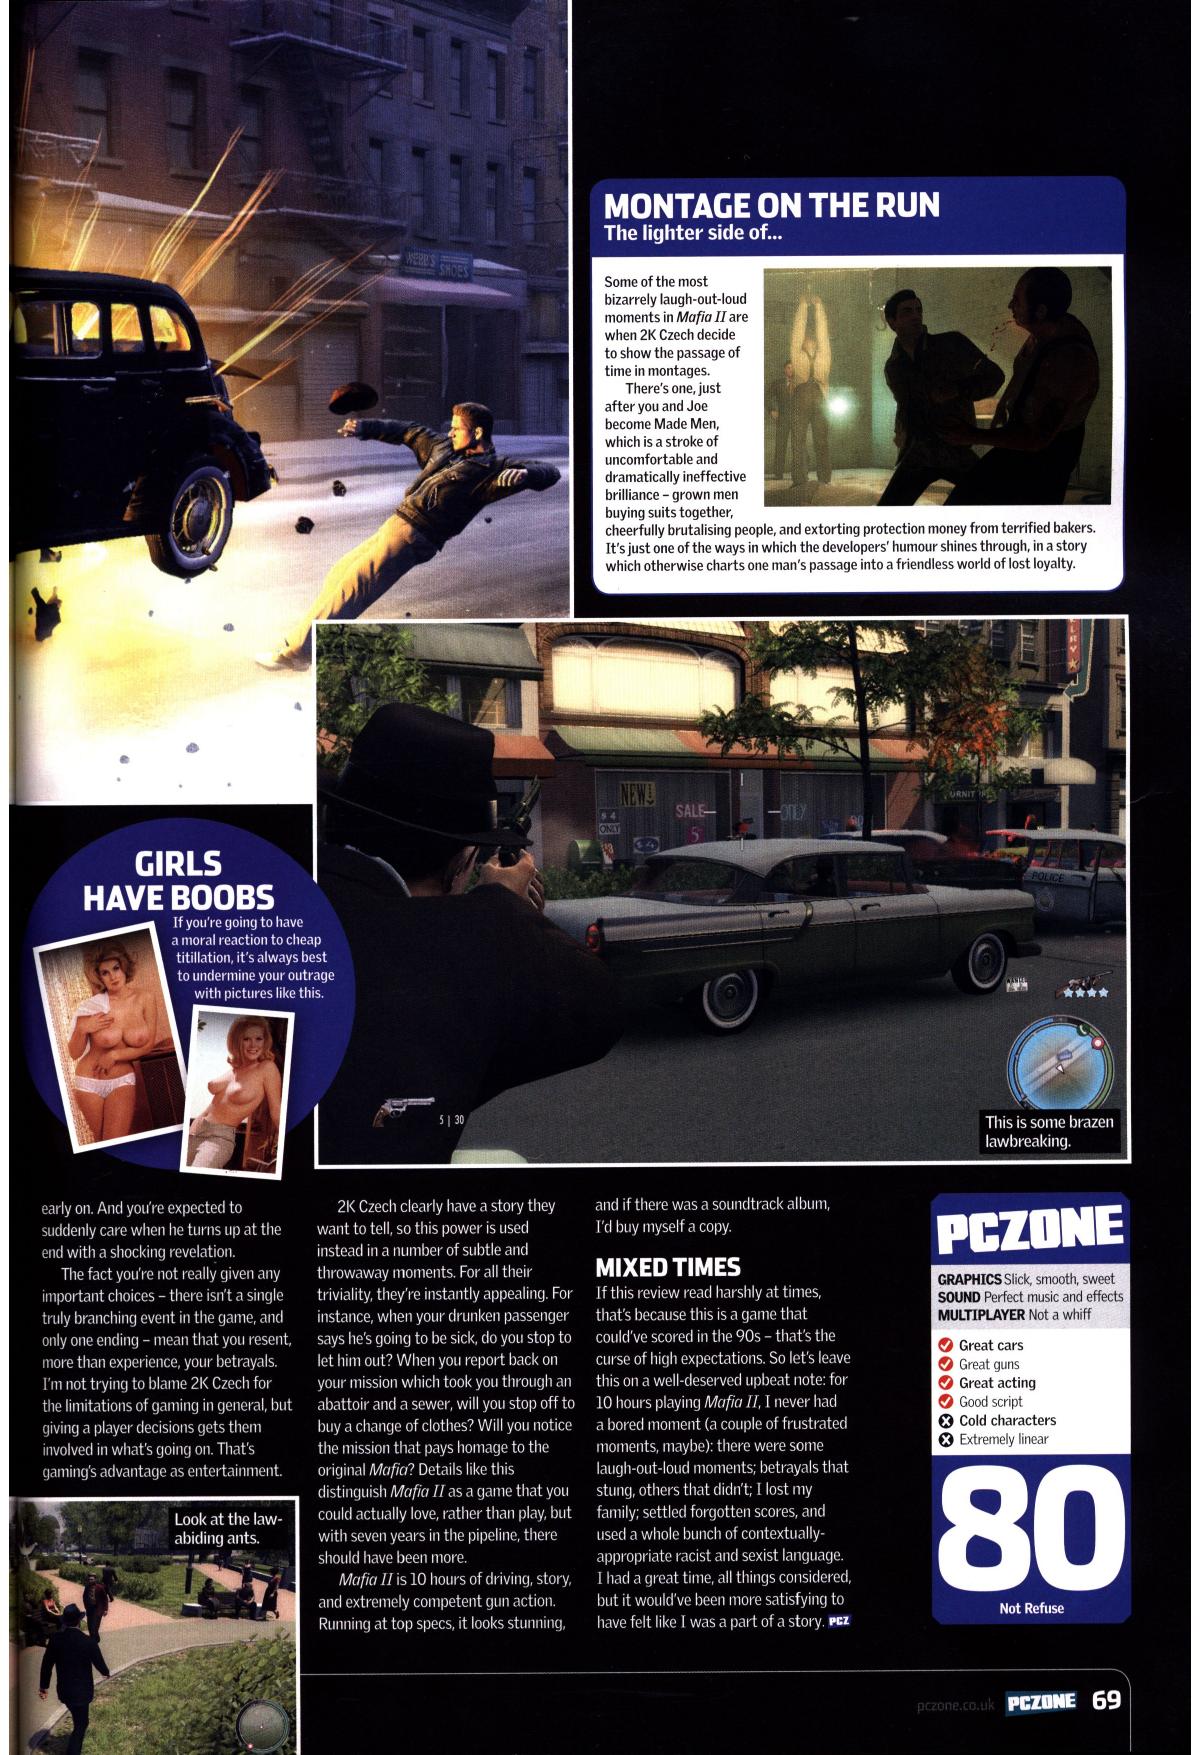 WEBB'S SHOES
MONTAGE ON THE RUN
The lighter side of...
Some of the most
bizarrely laugh-out-loud
moments in Mafia II are
when 2K Czech decide
to show the passage of
time in montages.
There's one, just
after you and Joe
become Made Men,
which is a stroke of
uncomfortable and
dramatically ineffective
brilliance – grown men
buying suits together,
cheerfully brutalising people, and extorting protection money from terrified bakers.
It's just one of the ways in which the developers' humour shines through, in a story
which otherwise charts one man's passage into a friendless world of lost loyalty.
NEW!
$4
ONLY
SALE
ONLY
$4
URNIT
POLICE
5 | 30
This is some brazen
lawbreaking.
GIRLS
HAVE BOOBS
If you're going to have
a moral reaction to cheap
titillation, it's always best
to undermine your outrage
with pictures like this.
early on. And you're expected to
suddenly care when he turns up at the
end with a shocking revelation.
The fact you're not really given any
important choices – there isn't a single
truly branching event in the game, and
only one ending – mean that you resent,
more than experience, your betrayals.
I'm not trying to blame 2K Czech for
the limitations of gaming in general, but
giving a player decisions gets them
involved in what's going on. That's
gaming's advantage as entertainment.
Look at the law-
abiding ants.
2K Czech clearly have a story they
want to tell, so this power is used
instead in a number of subtle and
throwaway moments. For all their
triviality, they're instantly appealing. For
instance, when your drunken passenger
says he's going to be sick, do you stop to
let him out? When you report back on
your mission which took you through an
abattoir and a sewer, will you stop off to
buy a change of clothes? Will you notice
the mission that pays homage to the
original Mafia? Details like this
distinguish Mafia II as a game that you
could actually love, rather than play, but
with seven years in the pipeline, there
should have been more.
Mafia II is 10 hours of driving, story,
and extremely competent gun action.
Running at top specs, it looks stunning,
and if there was a soundtrack album,
I'd buy myself a copy.
MIXED TIMES
If this review read harshly at times,
that's because this is a game that
could've scored in the 90s – that's the
curse of high expectations. So let's leave
this on a well-deserved upbeat note: for
10 hours playing Mafia II, I never had
a bored moment (a couple of frustrated
moments, maybe): there were some
laugh-out-loud moments; betrayals that
stung, others that didn't; I lost my
family; settled forgotten scores, and
used a whole bunch of contextually-
appropriate racist and sexist language.
I had a great time, all things considered,
but it would've been more satisfying to
have felt like I was a part of a story. PCZ
PCZONE
GRAPHICS Slick, smooth, sweet
SOUND Perfect music and effects
MULTIPLAYER Not a whiff
Great cars
Great guns
Great acting
Good script
Cold characters
Extremely linear
80
Not Refuse
pczone.co.uk PCZONE 69